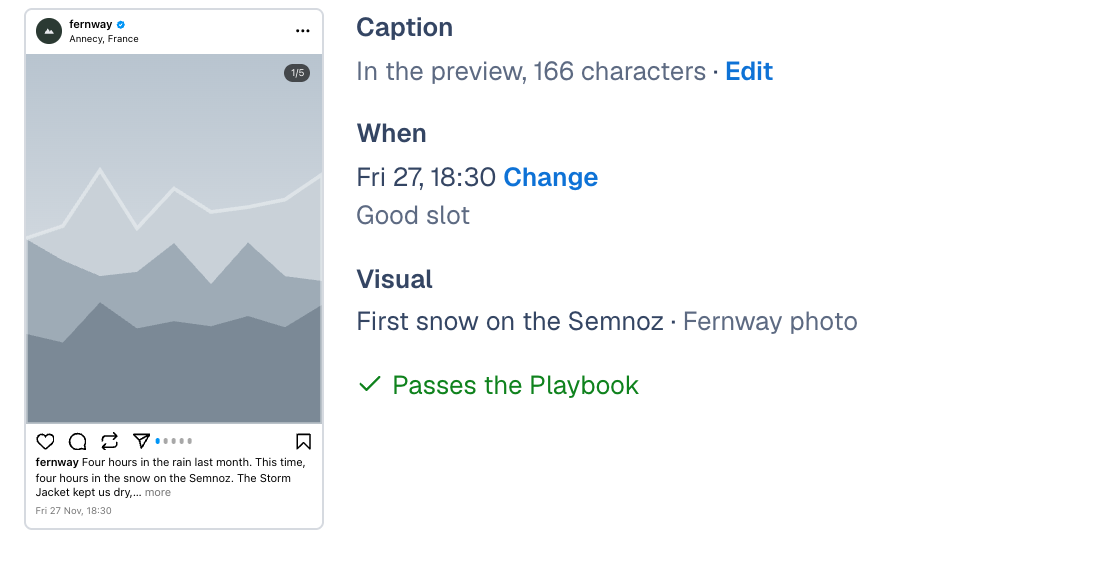 fernway
Annecy, France
1/5
fernway Four hours in the rain last month. This time,
four hours in the snow on the Semnoz. The Storm
Jacket kept us dry,... more
Fri 27 Nov, 18:30
Caption
In the preview, 166 characters · Edit
When
Fri 27, 18:30 Change
Good slot
Visual
First snow on the Semnoz · Fernway photo
Passes the Playbook